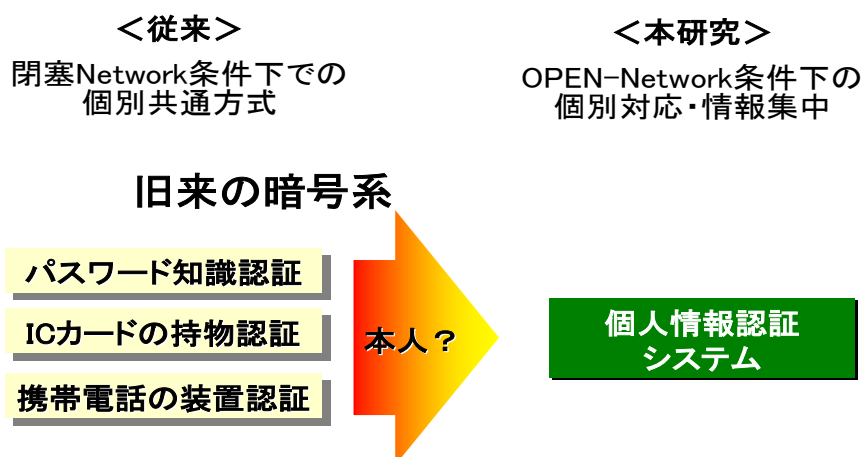 ＜従来＞
閉塞Network条件下での
個別共通方式
＜本研究＞
OPEN-Network条件下の
個別対応・情報集中
旧来の暗号系
パスワード知識認証
ICカードの持物認証
携帯電話の装置認証
本人？
個人情報認証
システム